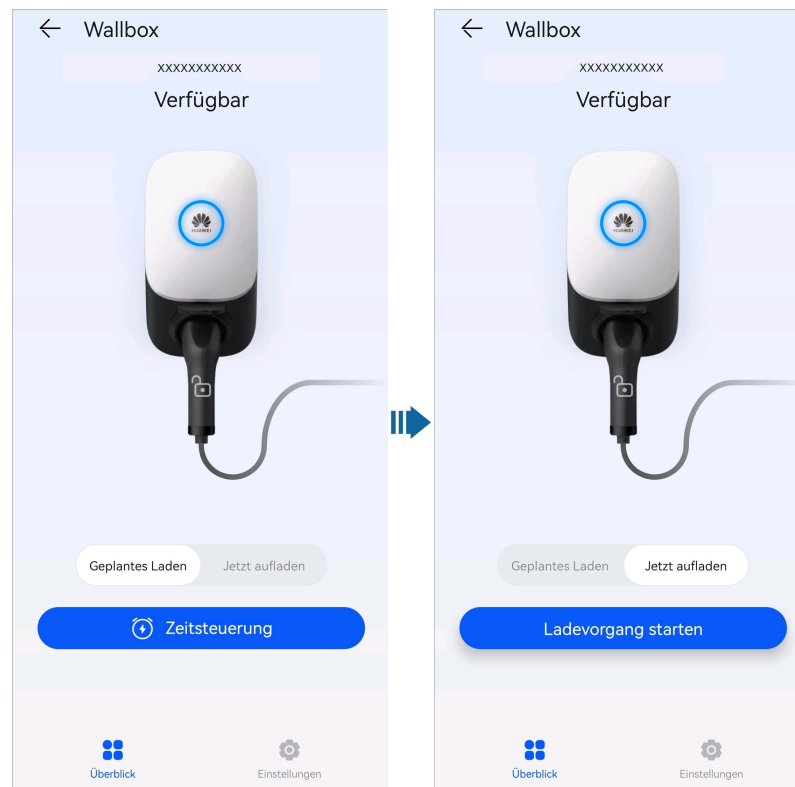 Wallbox
xxxxxxxxxxx
Verfügbar
HUAWEI
Geplantes Laden
Jetzt aufladen
Zeitsteuerung
Überblick
Einstellungen
Wallbox
xxxxxxxxxxx
Verfügbar
HUAWEI
Geplantes Laden
Jetzt aufladen
Ladevorgang starten
Überblick
Einstellungen